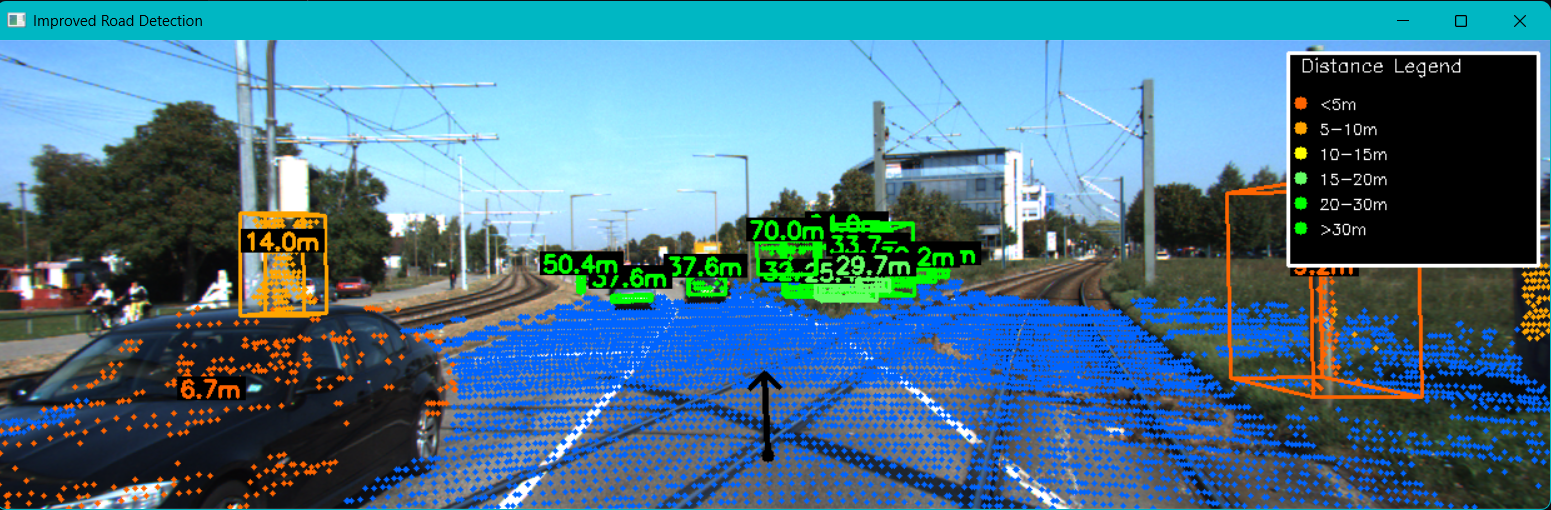 Improved Road Detection
Distance Legend
<5m
5-10m
10-15m
15-20m
20-30m
>30m
70.0m
14.0m
33.7
50.4m
37.6m
29.7m
37.6m
6.7m